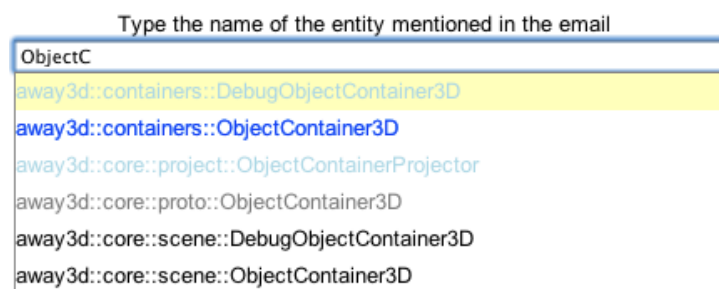 Type the name of the entity mentioned in the email
ObjectC
away3d::containers::DebugObjectContainer3D
away3d::containers::ObjectContainer3D
away3d::core::project::ObjectContainerProjector
away3d::core::proto::ObjectContainer3D
away3d::core::scene::DebugObjectContainer3D
away3d::core::scene::ObjectContainer3D